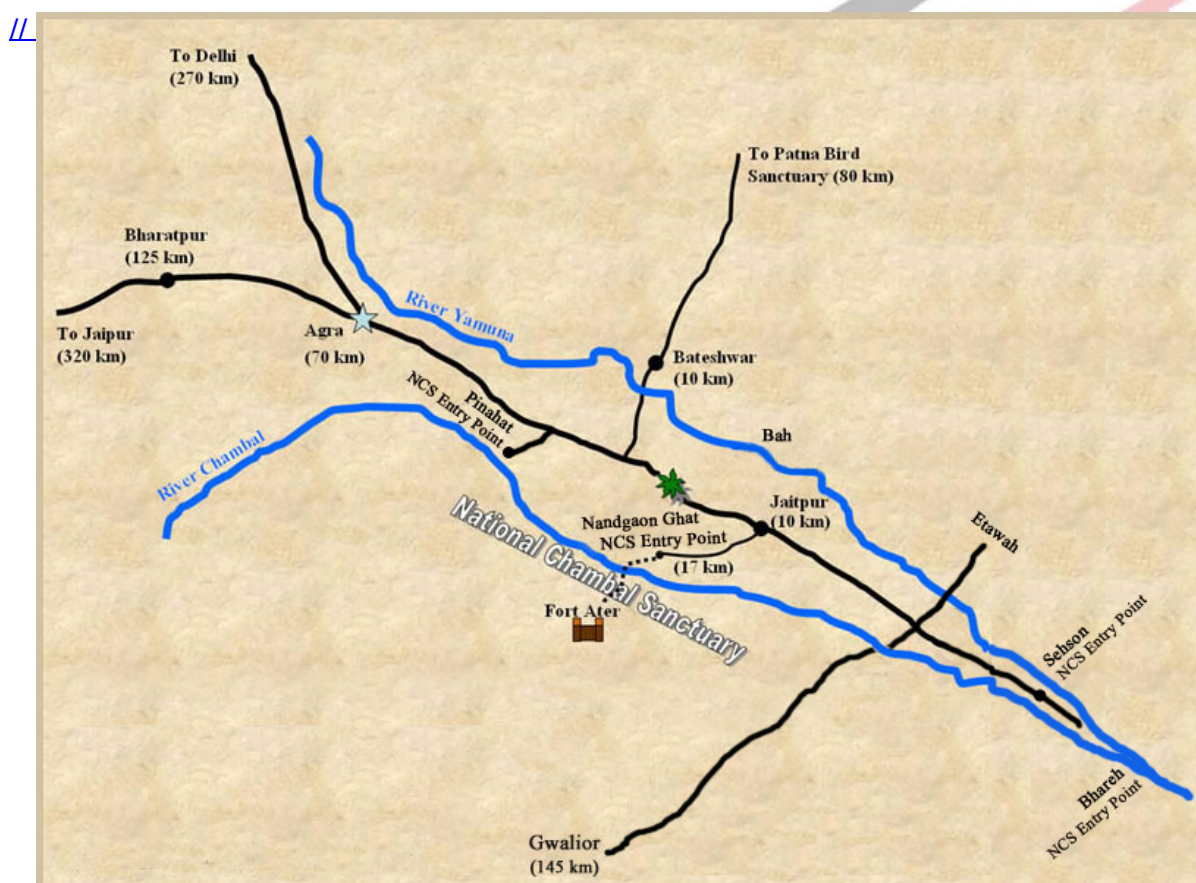 //
To Delhi
(270 km)
To Patna Bird
Sanctuary (80 km)
Bharatpur
(125 km)
River Yamuna
To Jaipur
(320 km)
Agra
(70 km)
Bateshwar
(10 km)
Pinahat
NCS Entry Point
River Chambal
Bah
Jaitpur
(10 km)
Nandgaon Ghat
NCS Entry Point
(17 km)
National Chambal Sanctuary
Etawah
Fort Ater
Sehson
NCS Entry Point
Bhareh
NCS Entry Point
Gwalior
(145 km)